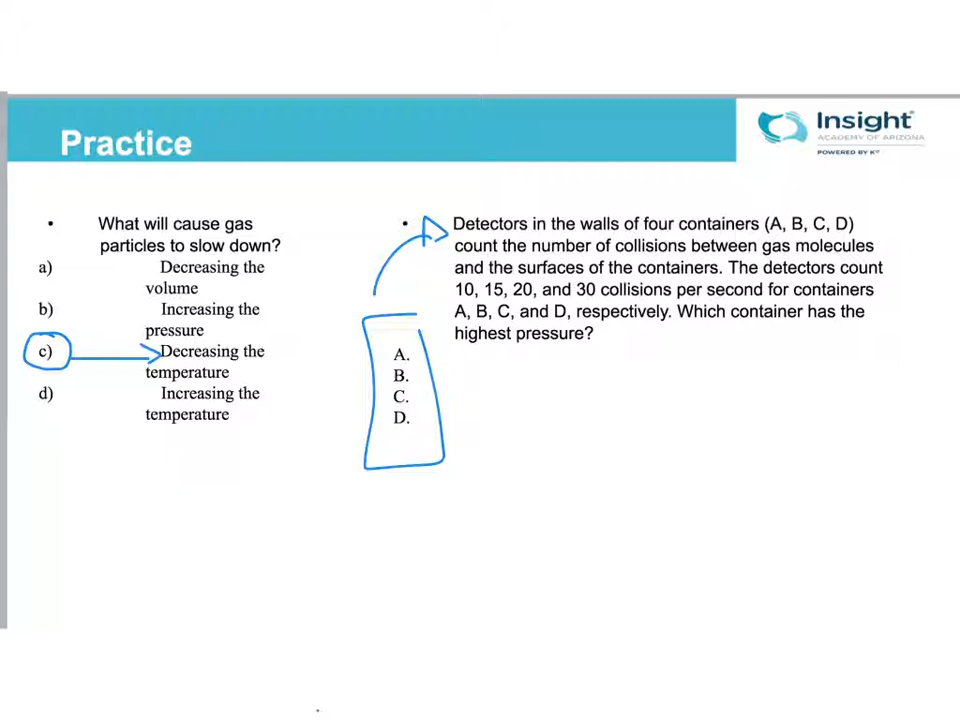 Practice
Insight
ACADEMY OF ARIZONA
POWERED BY
• What will cause gas
particles to slow down?
a) Decreasing the
volume
b) Increasing the
pressure
c) Decreasing the
temperature
d) Increasing the
temperature
• Detectors in the walls of four containers (A, B, C, D)
count the number of collisions between gas molecules
and the surfaces of the containers. The detectors count
10, 15, 20, and 30 collisions per second for containers
A, B, C, and D, respectively. Which container has the
highest pressure?
A.
B.
C.
D.